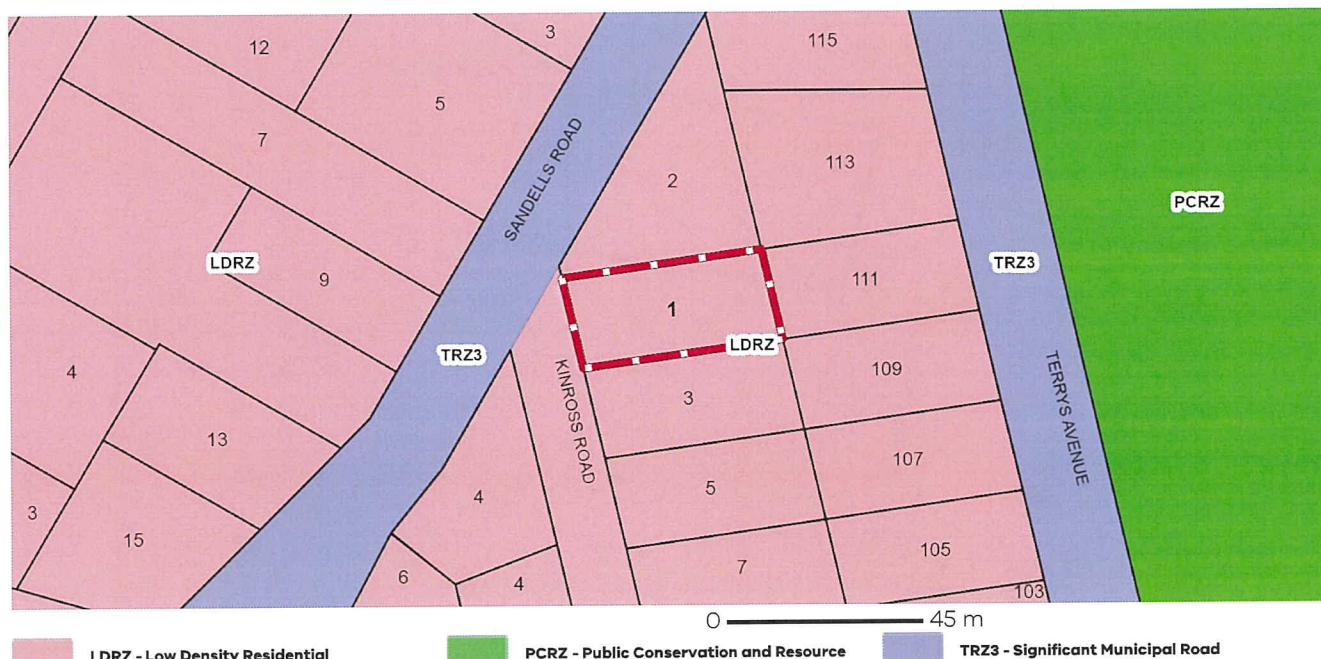 12
3
115
5
7
113
2
SANDELLS ROAD
PCRZ
LDRZ
TRZ3
9
111
1
LDRZ
TRZ3
109
4
3
KINROSS ROAD
TERRYS AVENUE
13
107
4
5
3
15
105
7
6
4
103
0 45 m
LDRZ - Low Density Residential
PCRZ - Public Conservation and Resource
TRZ3 - Significant Municipal Road